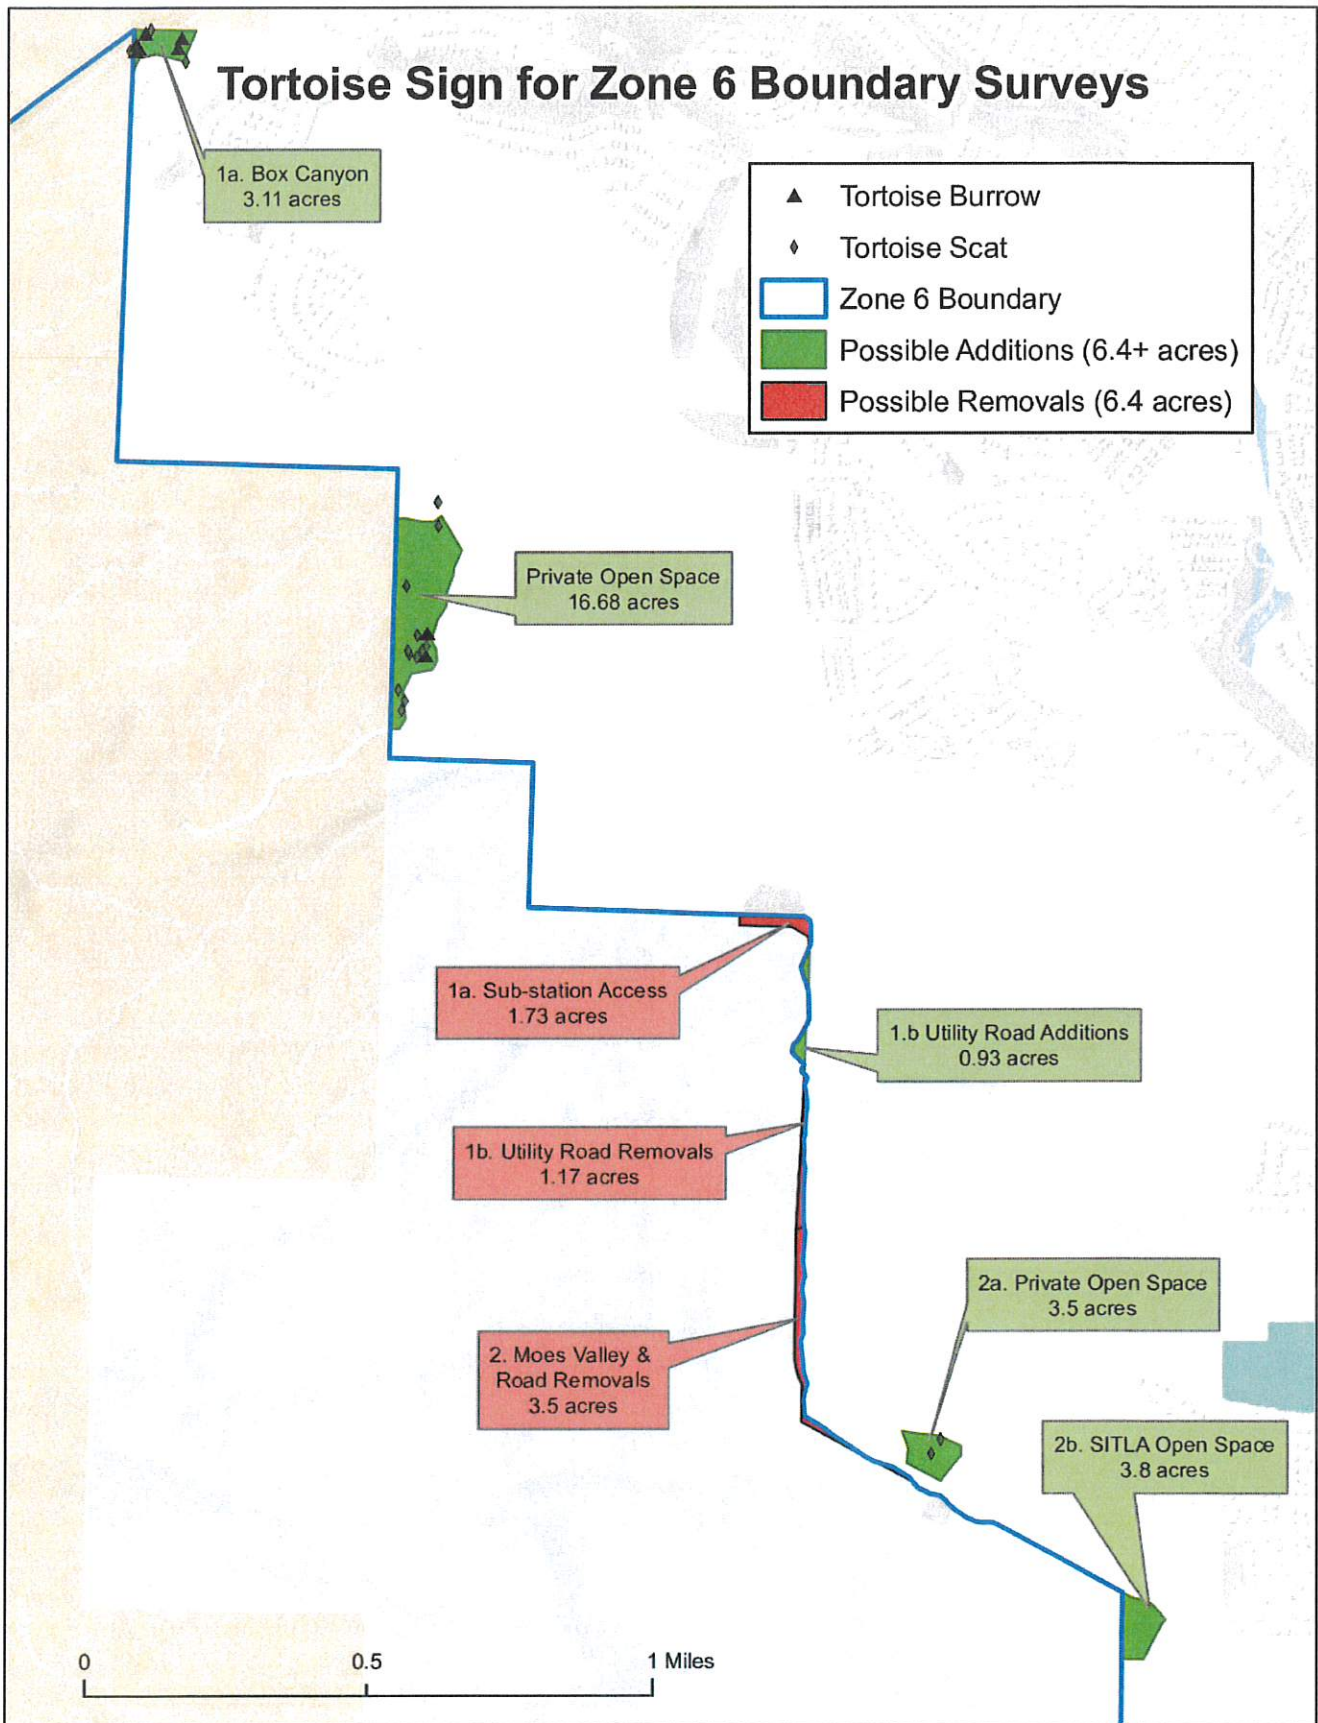 Tortoise Sign for Zone 6 Boundary Surveys
1a. Box Canyon
3.11 acres
Tortoise Burrow
Tortoise Scat
Zone 6 Boundary
Possible Additions (6.4+ acres)
Possible Removals (6.4 acres)
Private Open Space
16.68 acres
1a. Sub-station Access
1.73 acres
1.b Utility Road Additions
0.93 acres
1b. Utility Road Removals
1.17 acres
2a. Private Open Space
3.5 acres
2. Moes Valley &
Road Removals
3.5 acres
2b. SITLA Open Space
3.8 acres
0 0.5 1 Miles